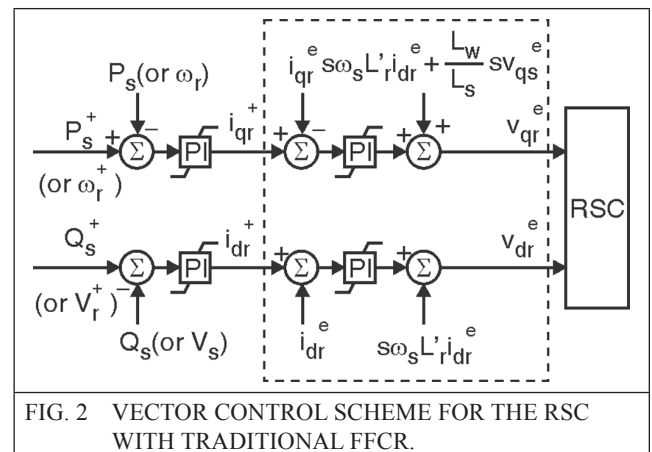 P_s(or ω_r)
i_qr^e sω_sL'_r i_dr^e + L_w/L_s sv_qs^e
P_s^+ + − Σ PI i_qr^+ + − Σ PI + + Σ v_qr^e
(or ω_r^+)
RSC
Q_s^+ Σ PI i_dr^+ + Σ PI + Σ v_dr^e
(or V_r^+) −
Q_s(or V_s) i_dr^e sω_sL'_r i_dr^e
FIG. 2 VECTOR CONTROL SCHEME FOR THE RSC
WITH TRADITIONAL FFCR.